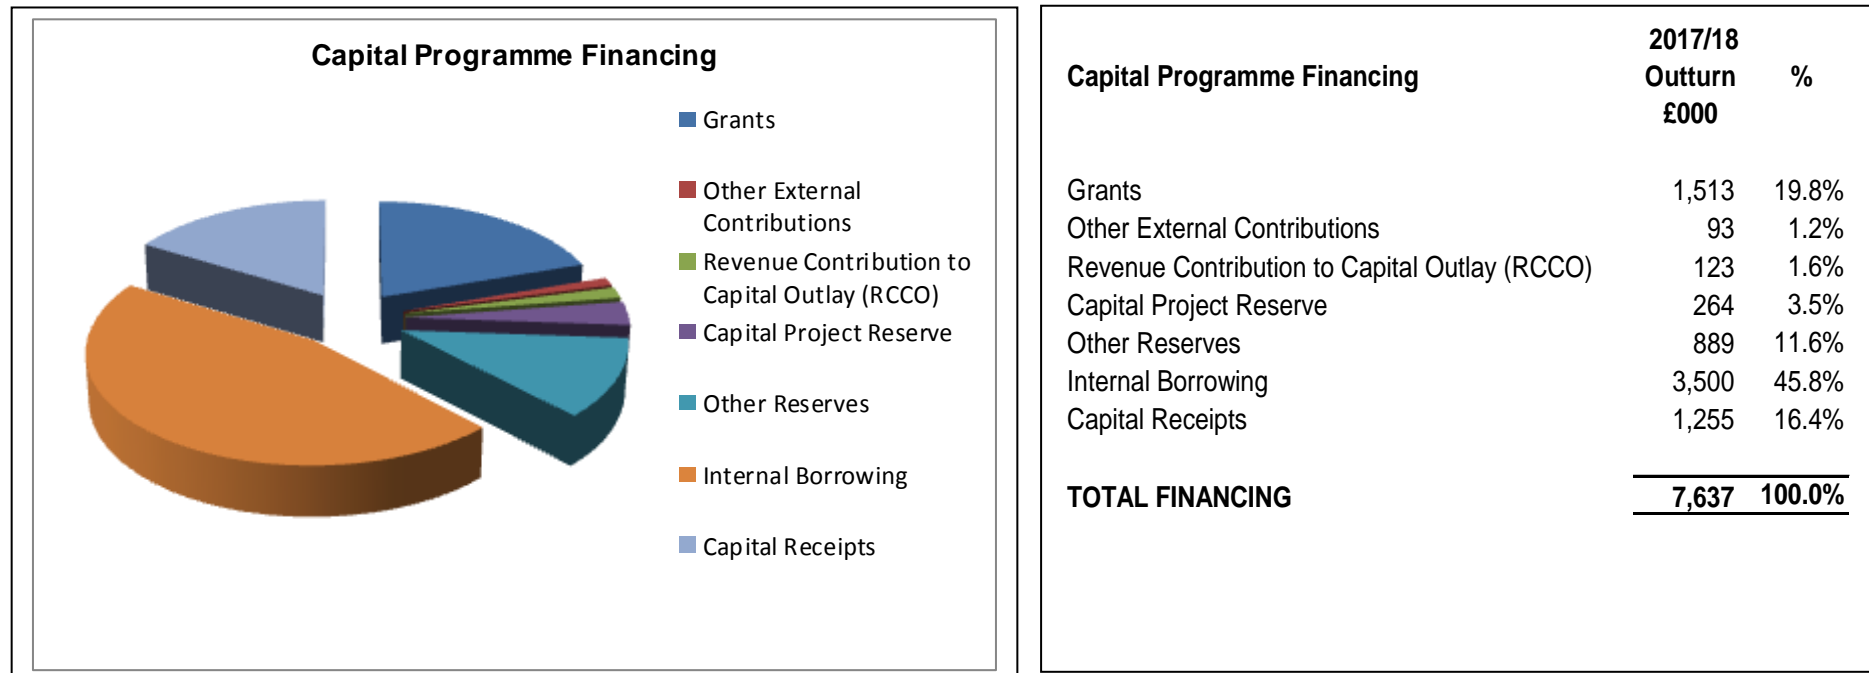 Capital Programme Financing
Grants
Other External
Contributions
Revenue Contribution to
Capital Outlay (RCCO)
Capital Project Reserve
Other Reserves
Internal Borrowing
Capital Receipts
2017/18
Capital Programme Financing Outturn %
£000
Grants 1,513 19.8%
Other External Contributions 93 1.2%
Revenue Contribution to Capital Outlay (RCCO) 123 1.6%
Capital Project Reserve 264 3.5%
Other Reserves 889 11.6%
Internal Borrowing 3,500 45.8%
Capital Receipts 1,255 16.4%
TOTAL FINANCING 7,637 100.0%